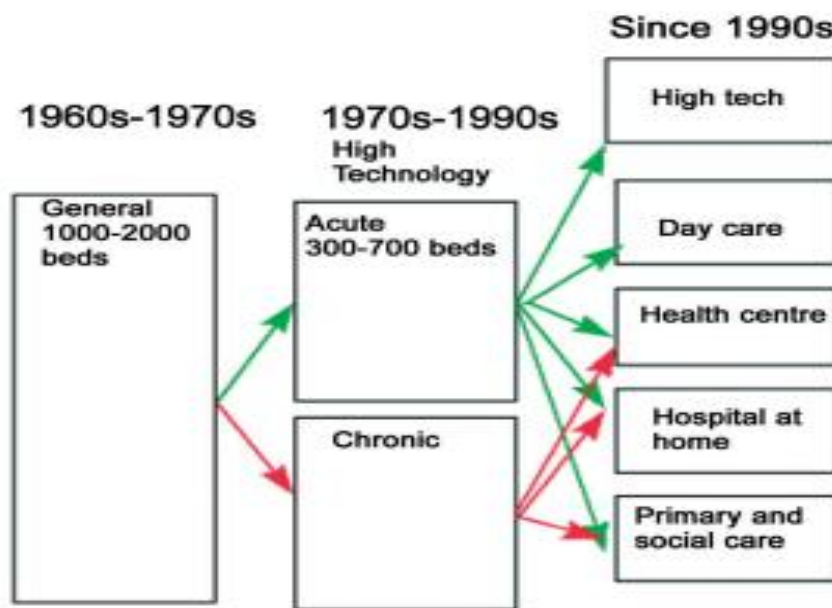 1960s-1970s
General
1000-2000
beds
1970s-1990s
High
Technology
Acute
300-700 beds
Chronic
Since 1990s
High tech
Day care
Health centre
Hospital at
home
Primary and
social care